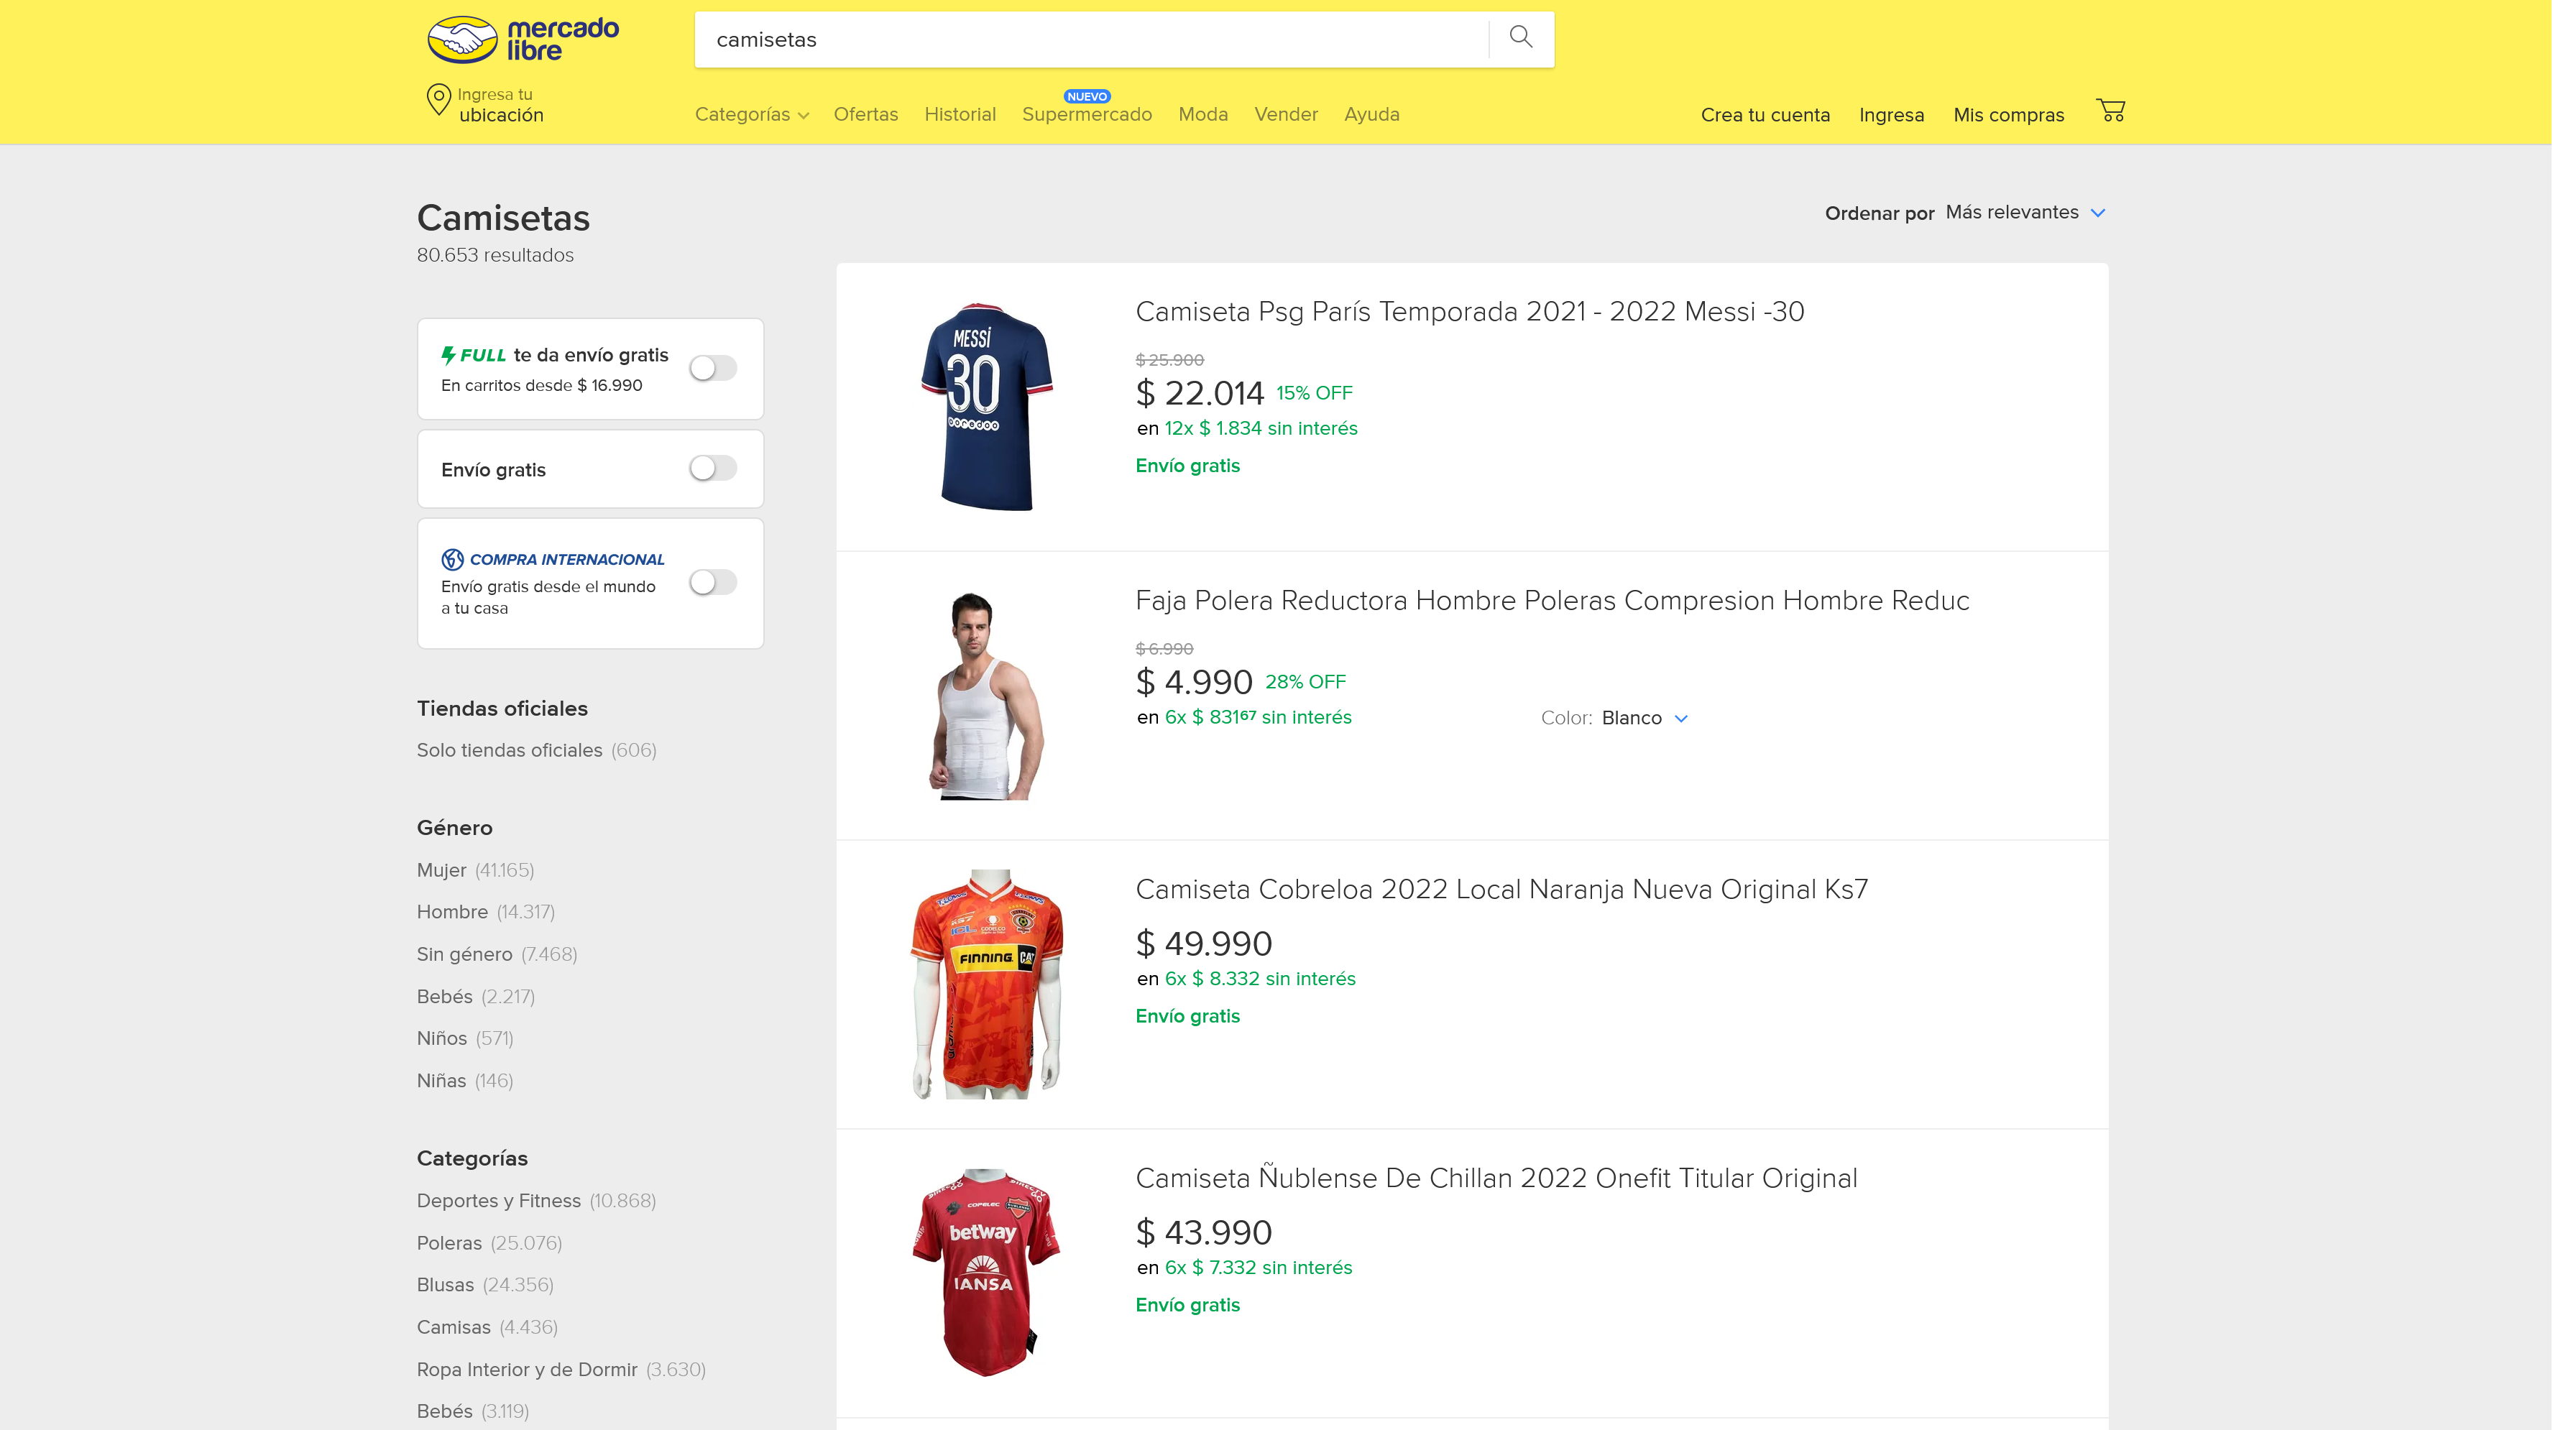 mercado
libre
camisetas
Ingresa tu
ubicación
Categorías
Ofertas
Historial
NUEVO
Supermercado
Moda
Vender
Ayuda
Crea tu cuenta
Ingresa
Mis compras
Camisetas
80.653 resultados
Ordenar por Más relevantes
FULL te da envío gratis
En carritos desde $ 16.990
Envío gratis
COMPRA INTERNACIONAL
Envío gratis desde el mundo
a tu casa
Tiendas oficiales
Solo tiendas oficiales (606)
Género
Mujer (41.165)
Hombre (14.317)
Sin género (7.468)
Bebés (2.217)
Niños (571)
Niñas (146)
Categorías
Deportes y Fitness (10.868)
Poleras (25.076)
Blusas (24.356)
Camisas (4.436)
Ropa Interior y de Dormir (3.630)
Bebés (3.119)
MESSI
30
ooredoo
Camiseta Psg París Temporada 2021 - 2022 Messi -30
$ 25.900
$ 22.014 15% OFF
en 12x $ 1.834 sin interés
Envío gratis
Faja Polera Reductora Hombre Poleras Compresion Hombre Reduc
$ 6.990
$ 4.990 28% OFF
en 6x $ 831⁶⁷ sin interés
Color: Blanco
FINNING CAT
Camiseta Cobreloa 2022 Local Naranja Nueva Original Ks7
$ 49.990
en 6x $ 8.332 sin interés
Envío gratis
COPELEC
betway
IANSA
Camiseta Ñublense De Chillan 2022 Onefit Titular Original
$ 43.990
en 6x $ 7.332 sin interés
Envío gratis